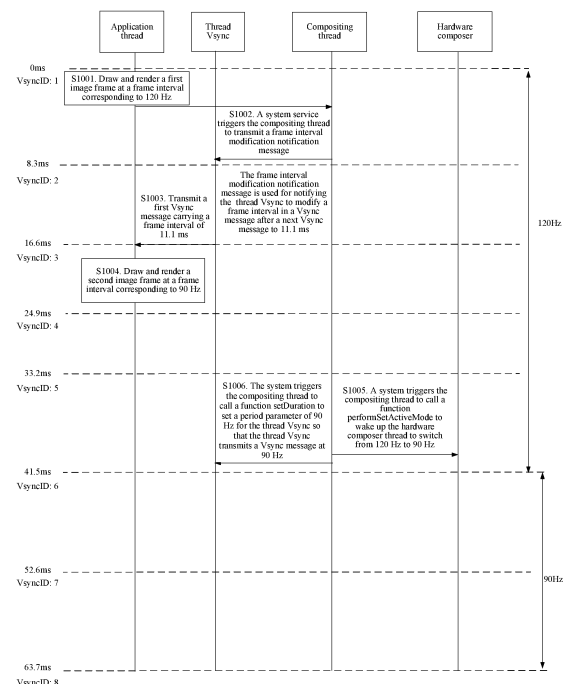 Application
thread
Thread
Vsync
Compositing
thread
Hardware
composer
0ms
VsyncID: 1
S1001. Draw and render a first
image frame at a frame interval
corresponding to 120 Hz
S1002. A system service
triggers the compositing thread
to transmit a frame interval
modification notification
message
8.3ms
VsyncID: 2
The frame interval
modification notification
message is used for notifying
the thread Vsync to modify a
frame interval in a Vsync
message after a next Vsync
message to 11.1 ms
S1003. Transmit a
first Vsync
message carrying a
frame interval of
11.1 ms
120Hz
16.6ms
VsyncID: 3
S1004. Draw and render a
second image frame at a frame
interval corresponding to 90 Hz
24.9ms
VsyncID: 4
33.2ms
VsyncID: 5
S1006. The system triggers
the compositing thread to
call a function setDuration to
set a period parameter of 90
Hz for the thread Vsync so
that the thread Vsync
transmits a Vsync message at
90 Hz
S1005. A system triggers the
compositing thread to call a
function
performSetActiveMode to
wake up the hardware
composer thread to switch
from 120 Hz to 90 Hz
41.5ms
VsyncID: 6
52.6ms
VsyncID: 7
90Hz
63.7ms
VsyncID: 8